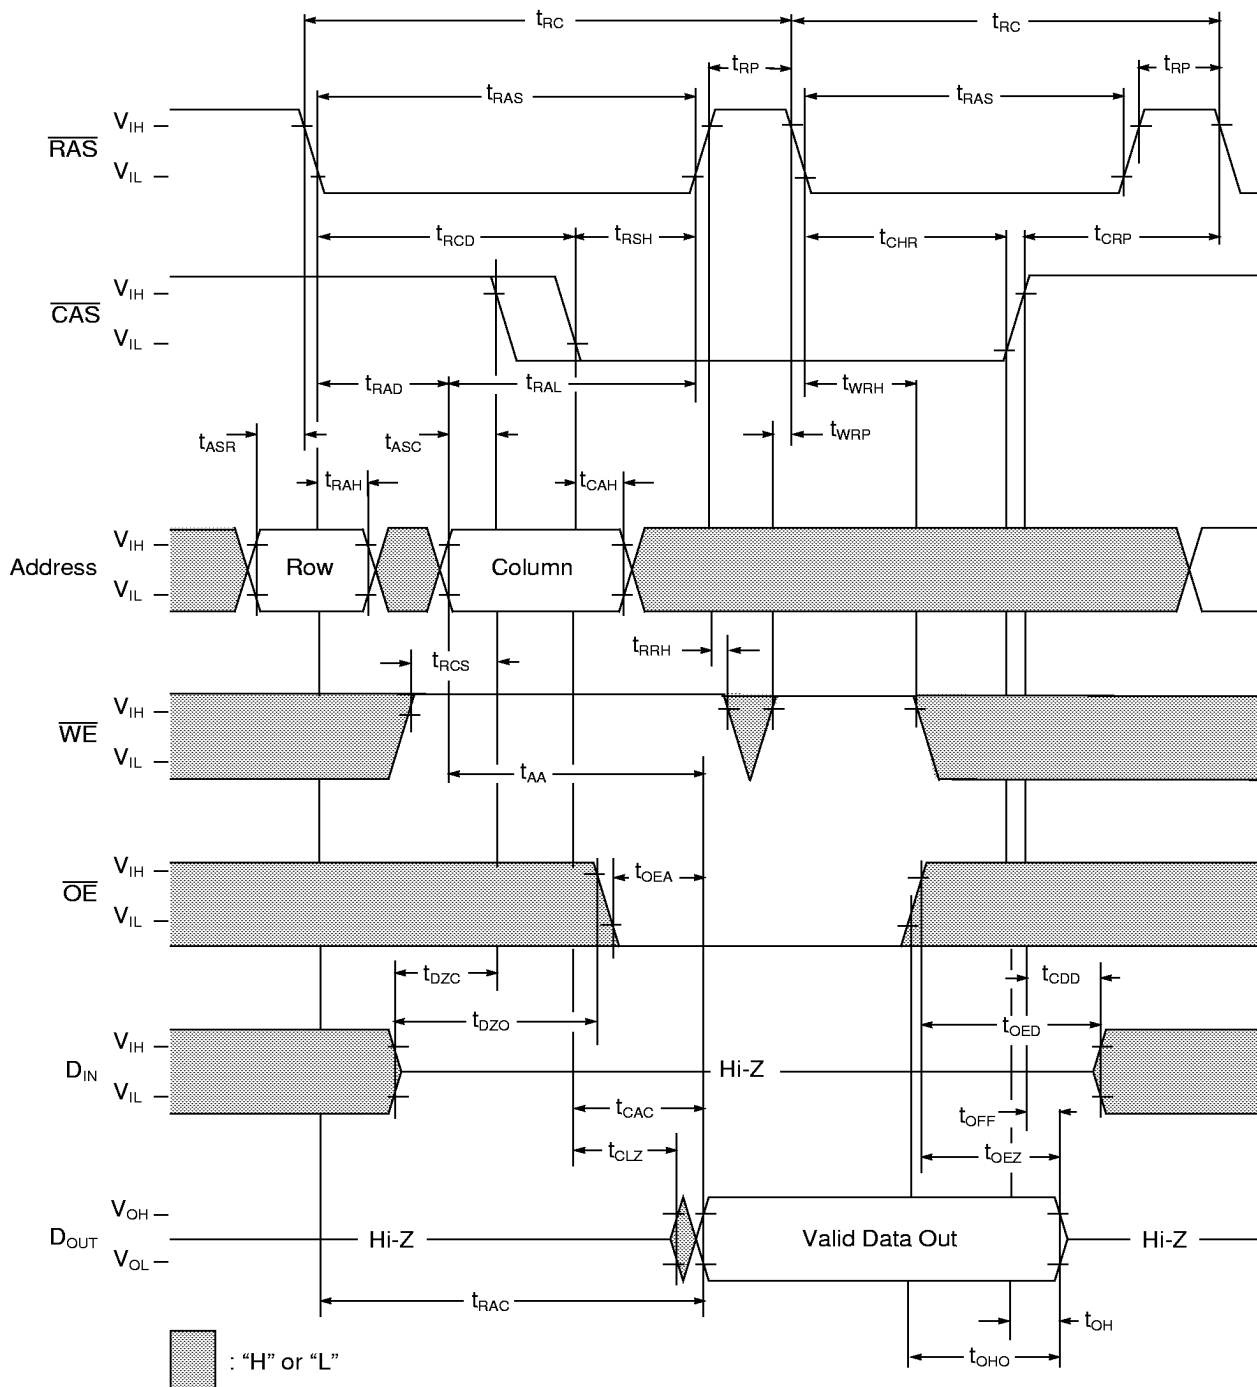 tRC tRC
tRP tRP
tRAS tRAS
RAS VIH
VIL
tRCD tRSH tCHR tCRP
CAS VIH
VIL
tRAD tRAL tWRH
tASR tASC tWRP
tRAH tCAH
Address VIH
VIL
Row Column
tRCS tRRH
WE VIH
VIL
tAA
OE VIH
VIL
tOEA
tDZC tCDD
tDZO tOED
DIN VIH
VIL
Hi-Z
tCAC tOFF
tCLZ tOEZ
DOUT VOH
VOL
Hi-Z Valid Data Out Hi-Z
tRAC tOH
tOHO
: “H” or “L”